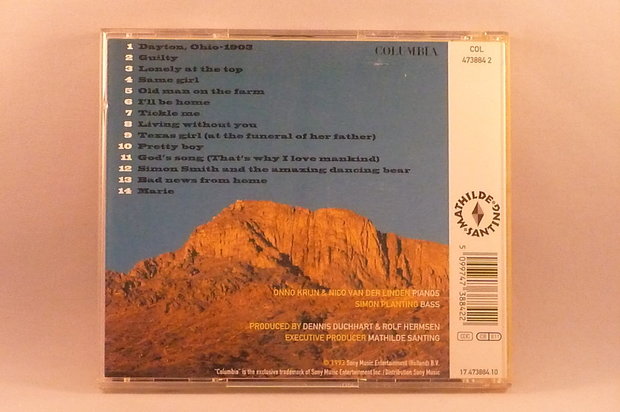 1 Dayton, Ohio-1903
2 Guilty
3 Lonely at the top
4 Same girl
5 Old man on the farm
6 I'll be home
7 Tickle me
8 Living without you
9 Texas girl (at the funeral of her father)
10 Pretty boy
11 God's song (That's why I love mankind)
12 Simon Smith and the amazing dancing bear
13 Bad news from home
14 Marie
COLUMBIA
COL
473884 2
MATHILDE SANTING
5 099747 388422
ONNO KRIJN & NICO VAN DER LINDEN PIANOS
SIMON PLANTING BASS
PRODUCED BY DENNIS DUCHHART & ROLF HERMSEN
EXECUTIVE PRODUCER MATHILDE SANTING
© 1993 Sony Music Entertainment (Holland) B.V.
"Columbia" is the exclusive trademark of Sony Music Entertainment Inc. / Distribution Sony Music
17 473884 10